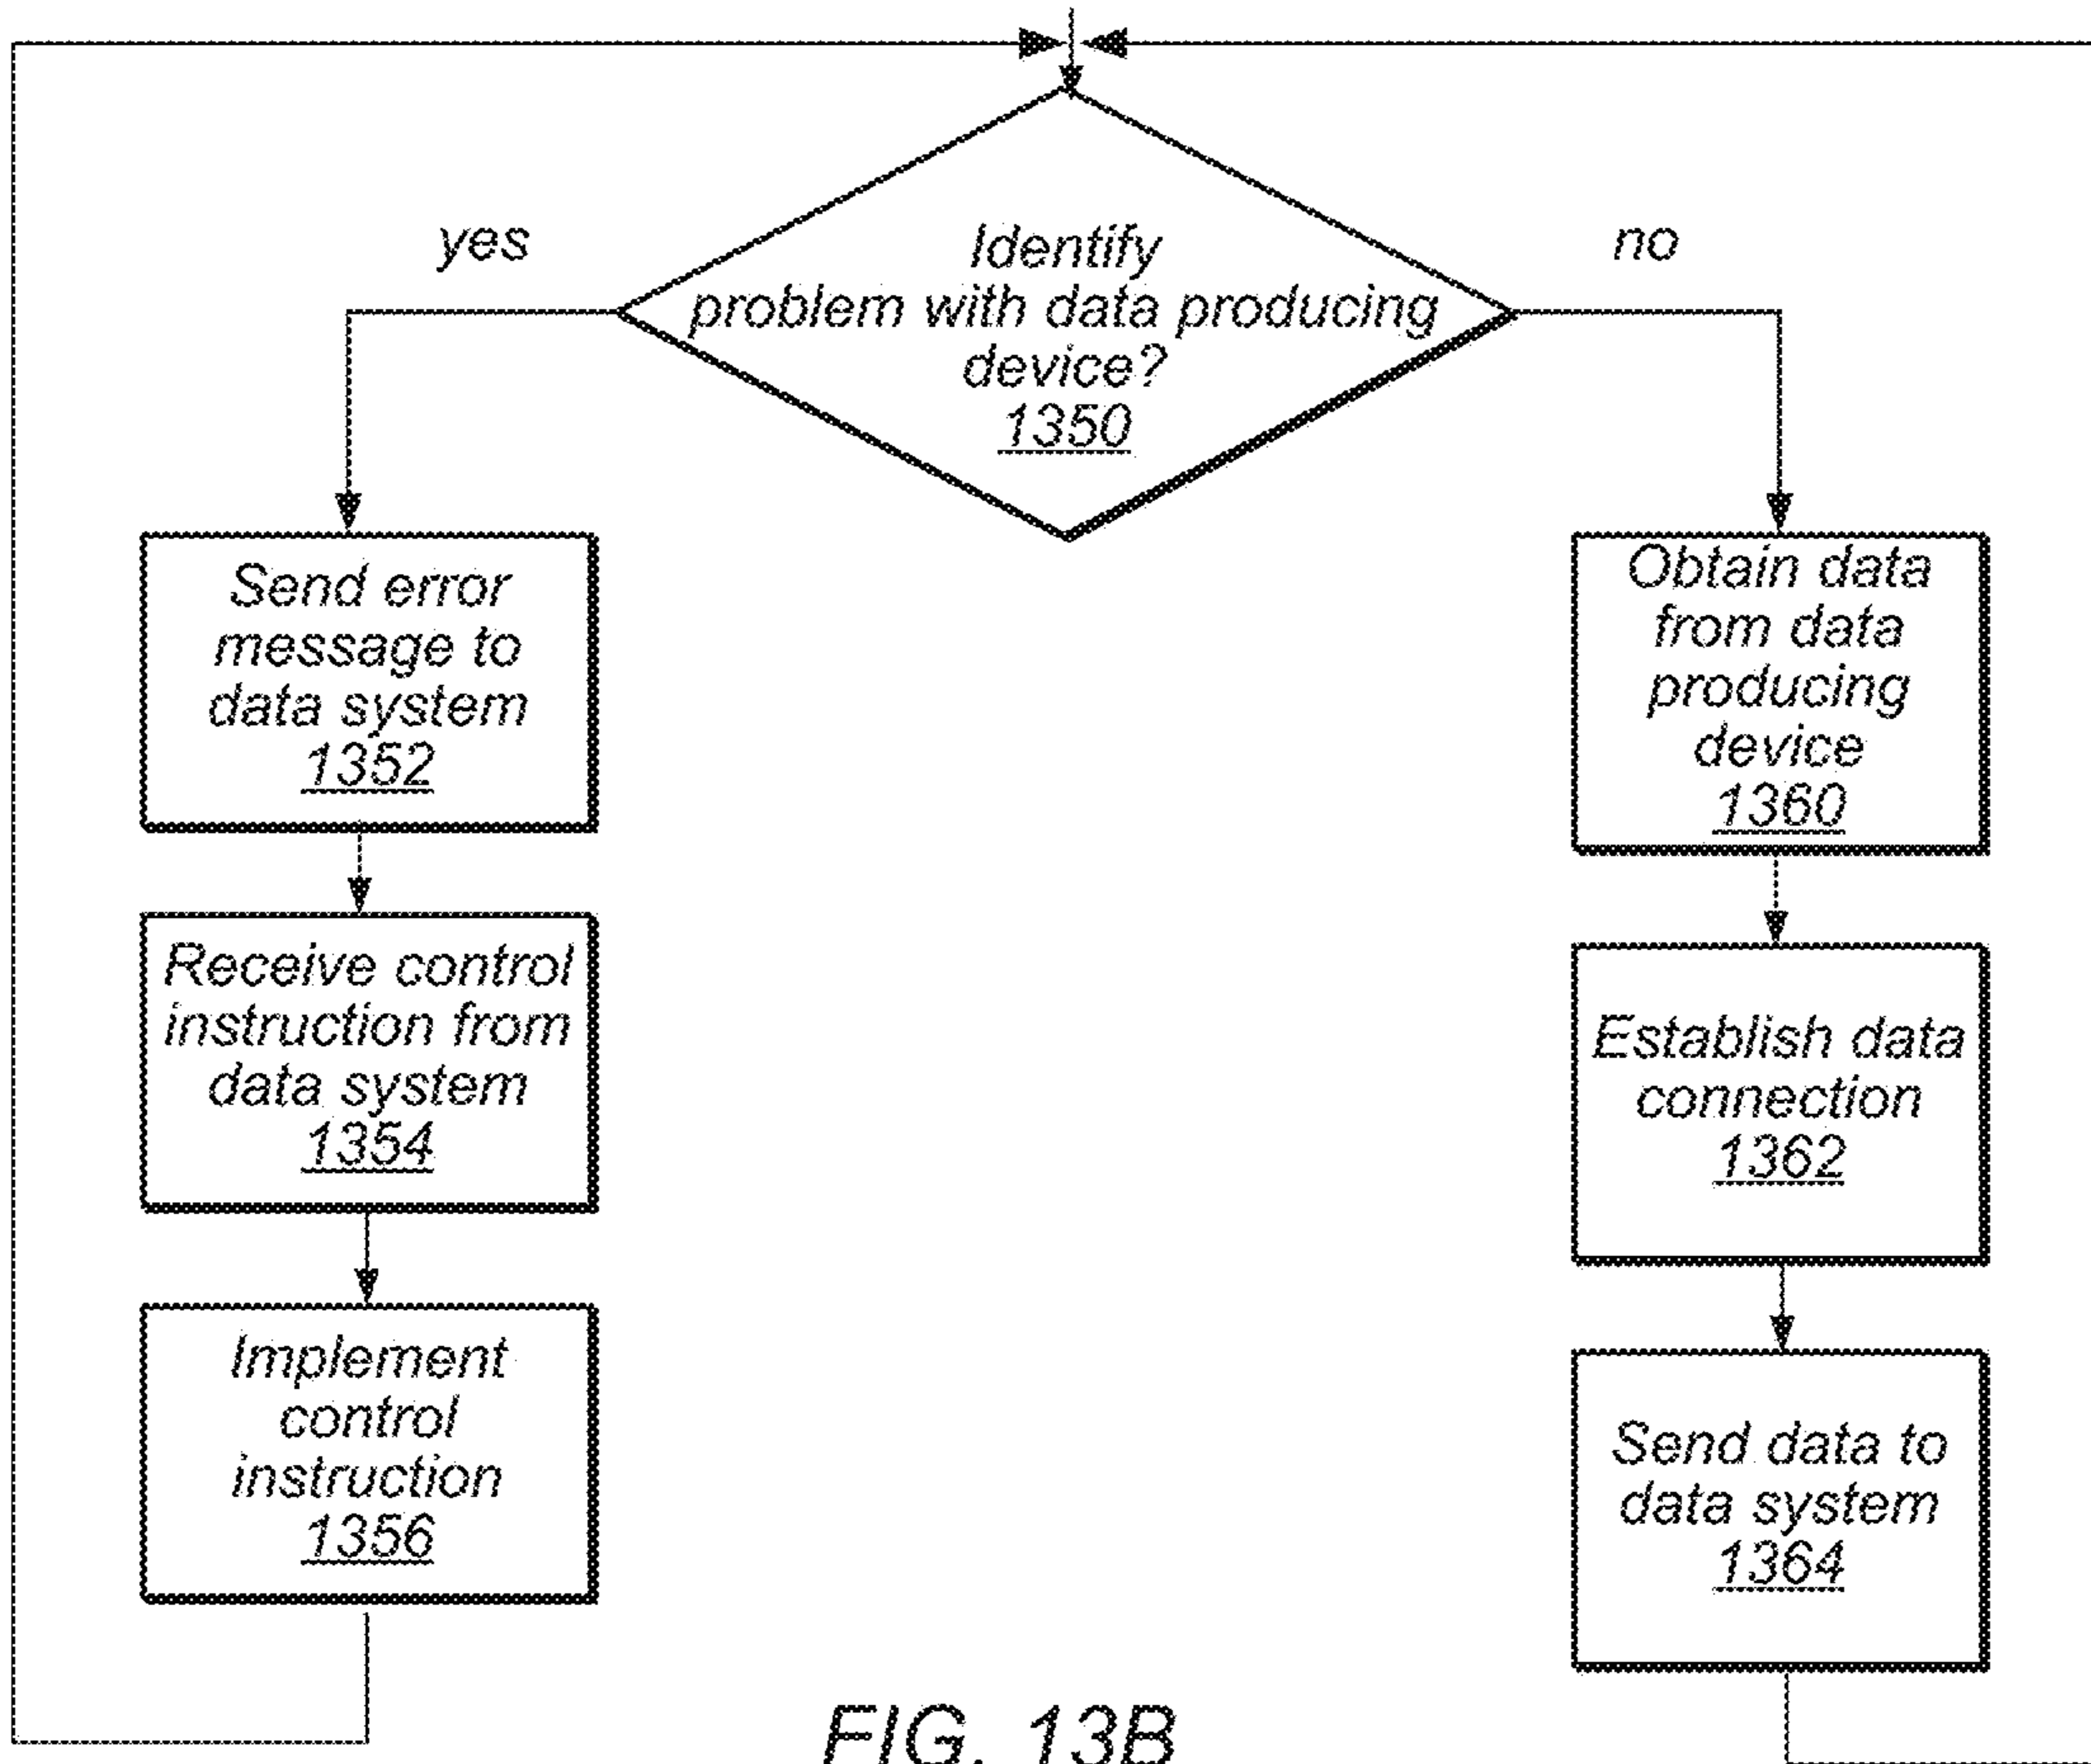 yes
Identify
problem with data producing
device?
1350
no
Send error
message to
data system
1352
Receive control
instruction from
data system
1354
Implement
control
instruction
1356
Obtain data
from data
producing
device
1360
Establish data
connection
1362
Send data to
data system
1364
FIG. 13B